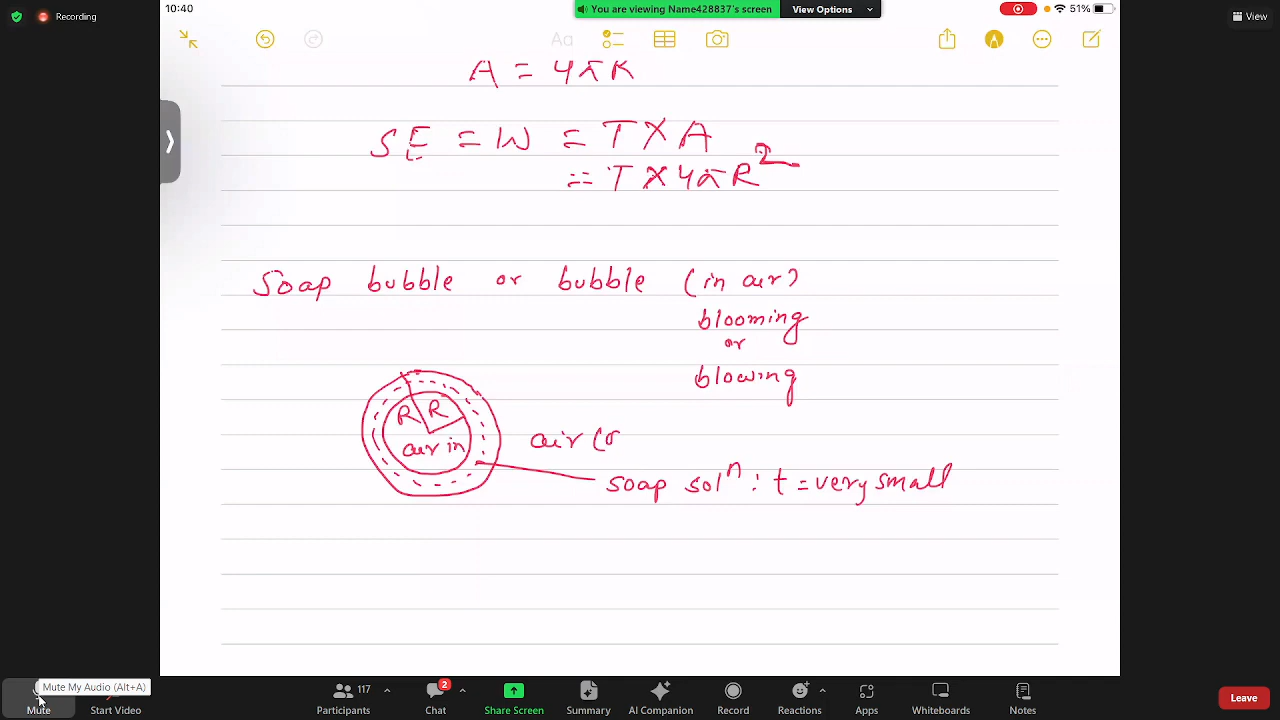 10:40
You are viewing Name428837's screen
View Options
51%
Recording
View
Aa
A = 4πR
SE = W = T X A
= T X 4πR²
Soap bubble or bubble (in air)
blooming
or
blowing
R R
air in
air (o
soap solⁿ : t = very small
Mute My Audio (Alt+A)
Mute
Start Video
117
Participants
2
Chat
Share Screen
Summary
AI Companion
Record
Reactions
Apps
Whiteboards
Notes
Leave